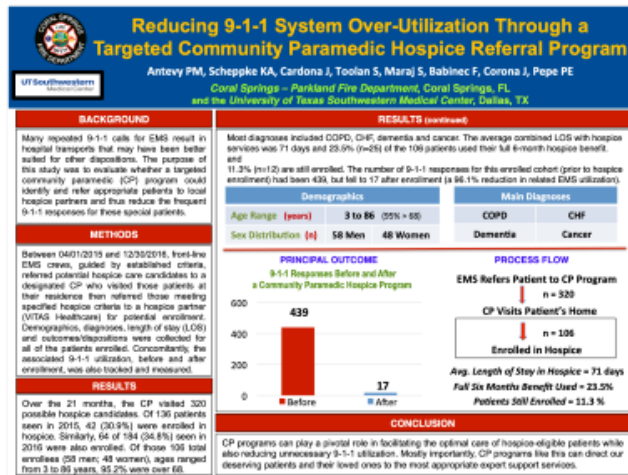 Reducing 9-1-1 System Over-Utilization Through a
Targeted Community Paramedic Hospice Referral Program
Antevy PM, Scheppke KA, Cardona J, Toolan S, Maraj S, Babinec F, Corona J, Pepe PE
Coral Springs – Parkland Fire Department, Coral Springs, FL
and the University of Texas Southwestern Medical Center, Dallas, TX
CORAL SPRINGS
FIRE DEPARTMENT
UTSouthwestern
Medical Center
BACKGROUND
Many repeated 9-1-1 calls for EMS result in
hospital transports that may have been better
suited for other dispositions. The purpose of
this study was to evaluate whether a targeted
community paramedic (CP) program could
identify and refer appropriate patients to local
hospice partners and thus reduce the frequent
9-1-1 responses for these special patients.
METHODS
Between 04/01/2015 and 12/30/2016, front-line
EMS crews, guided by established criteria,
referred potential hospice care candidates to a
designated CP who visited those patients at
their residence then referred those meeting
specified hospice criteria to a hospice partner
(VITAS Healthcare) for potential enrollment.
Demographics, diagnoses, length of stay (LOS)
and outcomes/dispositions were collected for
all of the patients enrolled. Concomitantly, the
associated 9-1-1 utilization, before and after
enrollment, was also tracked and measured.
RESULTS
Over the 21 months, the CP visited 320
possible hospice candidates. Of 136 patients
seen in 2015, 42 (30.9%) were enrolled in
hospice. Similarly, 64 of 184 (34.8%) seen in
2016 were also enrolled. Of those 106 total
enrollees (58 men; 48 women), ages ranged
from 3 to 86 years, 95.2% were over 68.
RESULTS (continued)
Most diagnoses included COPD, CHF, dementia and cancer. The average combined LOS with hospice
services was 71 days and 23.5% (n=25) of the 106 patients used their full 6-month hospice benefit.
and
11.3% (n=12) are still enrolled. The number of 9-1-1 responses for this enrolled cohort (prior to hospice
enrollment) had been 439, but fell to 17 after enrollment (a 96.1% reduction in related EMS utilization).
Demographics
Age Range (years) 3 to 86 (95% > 68)
Sex Distribution (n) 58 Men 48 Women
Main Diagnoses
COPD CHF
Dementia Cancer
PRINCIPAL OUTCOME
9-1-1 Responses Before and After
a Community Paramedic Hospice Program
600
400
200
0
439
17
Before After
PROCESS FLOW
EMS Refers Patient to CP Program
n = 320
CP Visits Patient's Home
n = 106
Enrolled in Hospice
Avg. Length of Stay in Hospice = 71 days
Full Six Months Benefit Used = 23.5%
Patients Still Enrolled = 11.3 %
CONCLUSION
CP programs can play a pivotal role in facilitating the optimal care of hospice-eligible patients while
also reducing unnecessary 9-1-1 utilization. Mostly importantly, CP programs like this can direct our
deserving patients and their loved ones to the most appropriate expert support services.